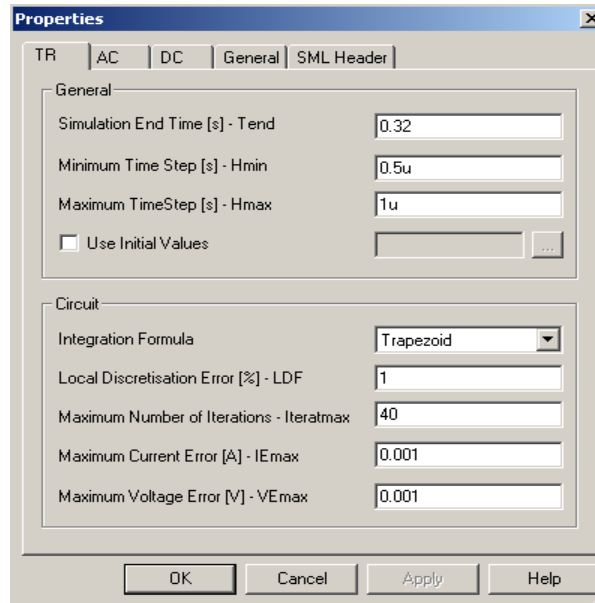 Properties
TR AC DC General SML Header
General
Simulation End Time [s] - Tend 0.32
Minimum Time Step [s] - Hmin 0.5u
Maximum TimeStep [s] - Hmax 1u
Use Initial Values ...
Circuit
Integration Formula Trapezoid
Local Discretisation Error [%] - LDF 1
Maximum Number of Iterations - Iteratmax 40
Maximum Current Error [A] - IEmax 0.001
Maximum Voltage Error [V] - VEmax 0.001
OK Cancel Apply Help